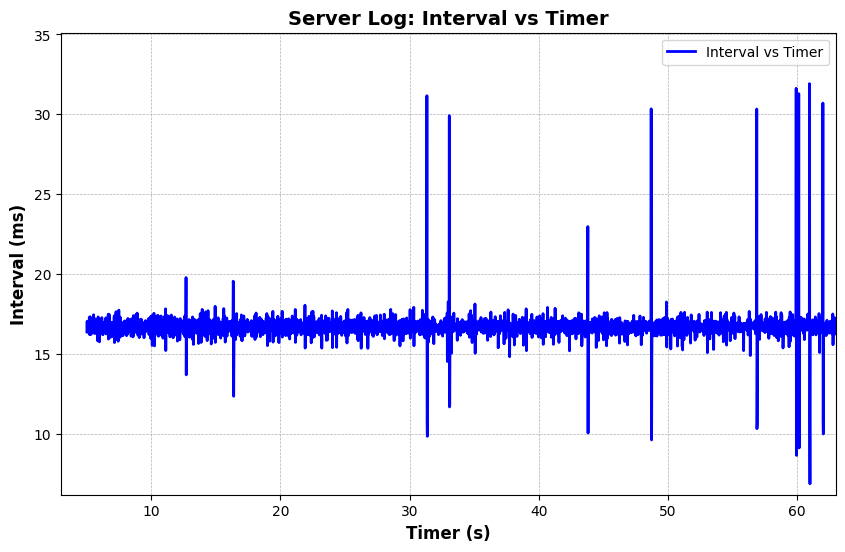 Server Log: Interval vs Timer
Interval vs Timer
35
30
25
20
15
10
Interval (ms)
10 20 30 40 50 60
Timer (s)